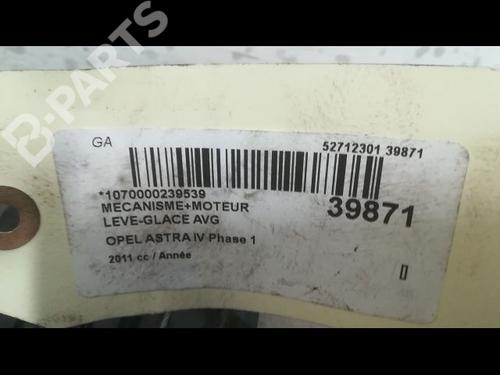 B-PARTS
GA
52712301 39871
*1070000239539
39871
MECANISME+MOTEUR
LEVE-GLACE AVG
OPEL ASTRA IV Phase 1
2011 cc / Année